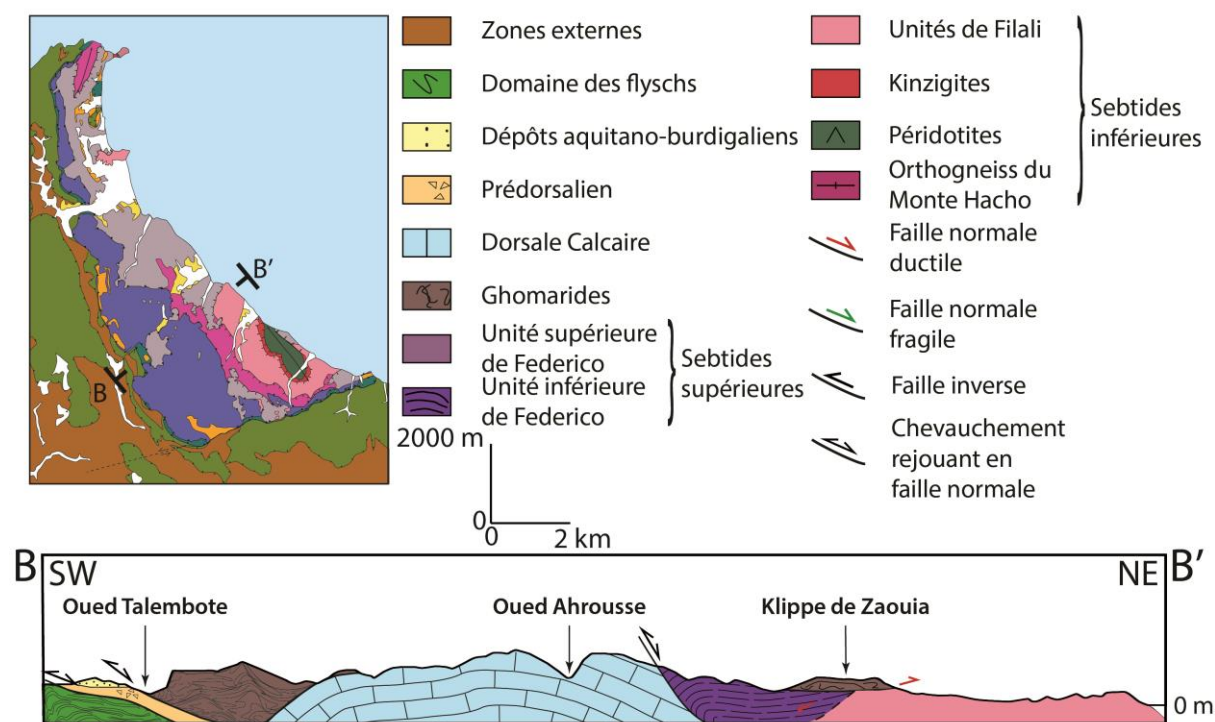 Zones externes
Domaine des flyschs
Dépôts aquitano-burdigaliens
Prédorsalien
Dorsale Calcaire
Ghomarides
Unité supérieure
de Federico
Unité inférieure
de Federico
Sebtides
supérieures
Unités de Filali
Kinzigites
Péridotites
Orthogneiss du
Monte Hacho
Sebtides
inférieures
Faille normale
ductile
Faille normale
fragile
Faille inverse
Chevauchement
rejouant en
faille normale
B'
B
2000 m
0
0 2 km
B SW NE B'
Oued Talembote Oued Ahrousse Klippe de Zaouia
0 m